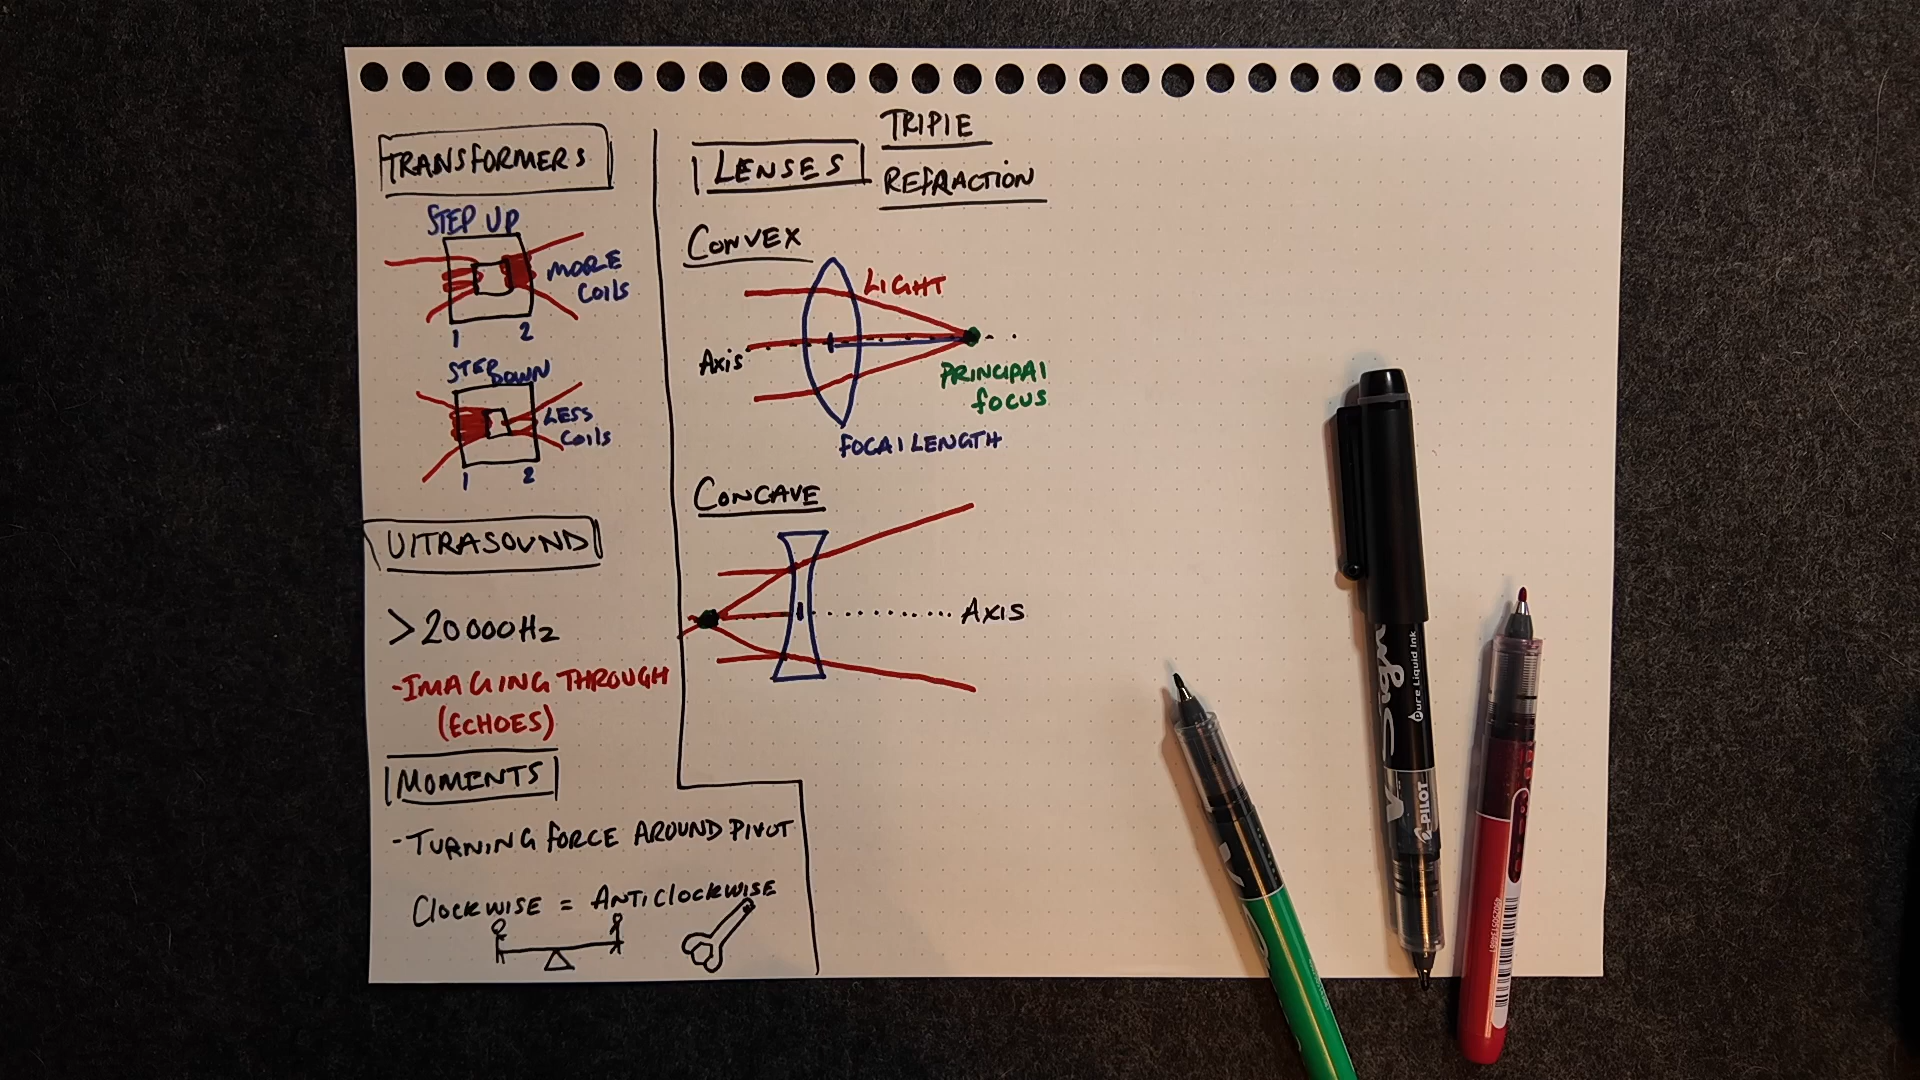 TRANSFORMERS
STEP UP
MORE
COILS
1 2
STEP DOWN
LESS
COILS
1 2
ULTRASOUND
>20000Hz
-IMAGING THROUGH
(ECHOES)
MOMENTS
-TURNING FORCE AROUND PIVOT
CLOCKWISE = ANTICLOCKWISE
LENSES
TRIPLE
REFRACTION
CONVEX
LIGHT
AXIS
PRINCIPAL
FOCUS
FOCAL LENGTH
CONCAVE
AXIS
Pure Liquid Ink
PILOT